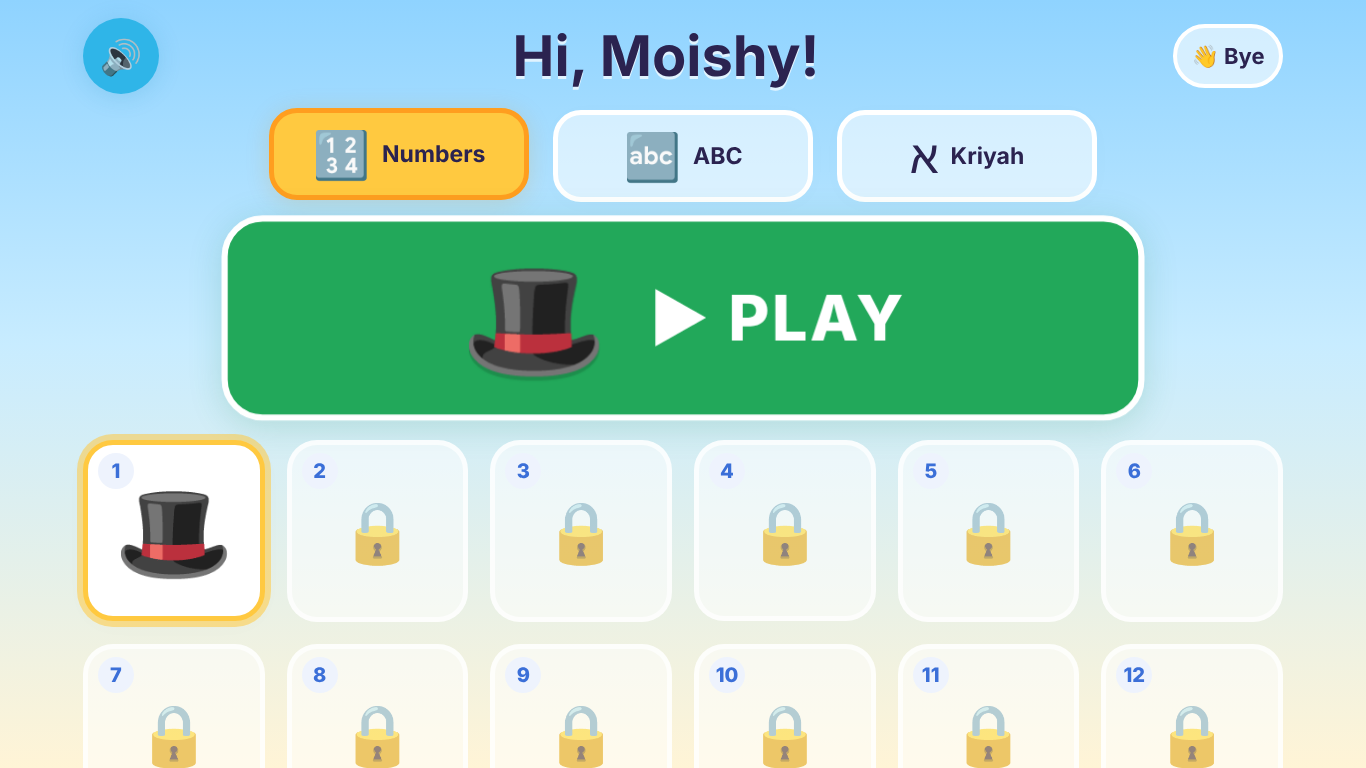 Hi, Moishy!
👋 Bye
🔢 Numbers
🔤 ABC
א Kriyah
▶ PLAY
1
2
3
4
5
6
7
8
9
10
11
12